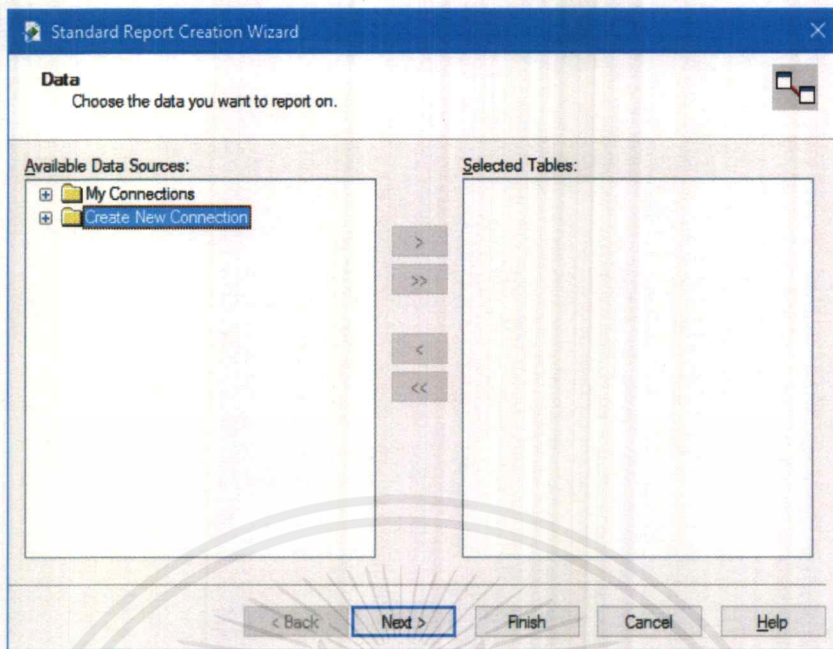 Standard Report Creation Wizard
Data
Choose the data you want to report on.
Available Data Sources:
My Connections
Create New Connection
>
>>
<
<<
Selected Tables:
< Back
Next >
Finish
Cancel
Help